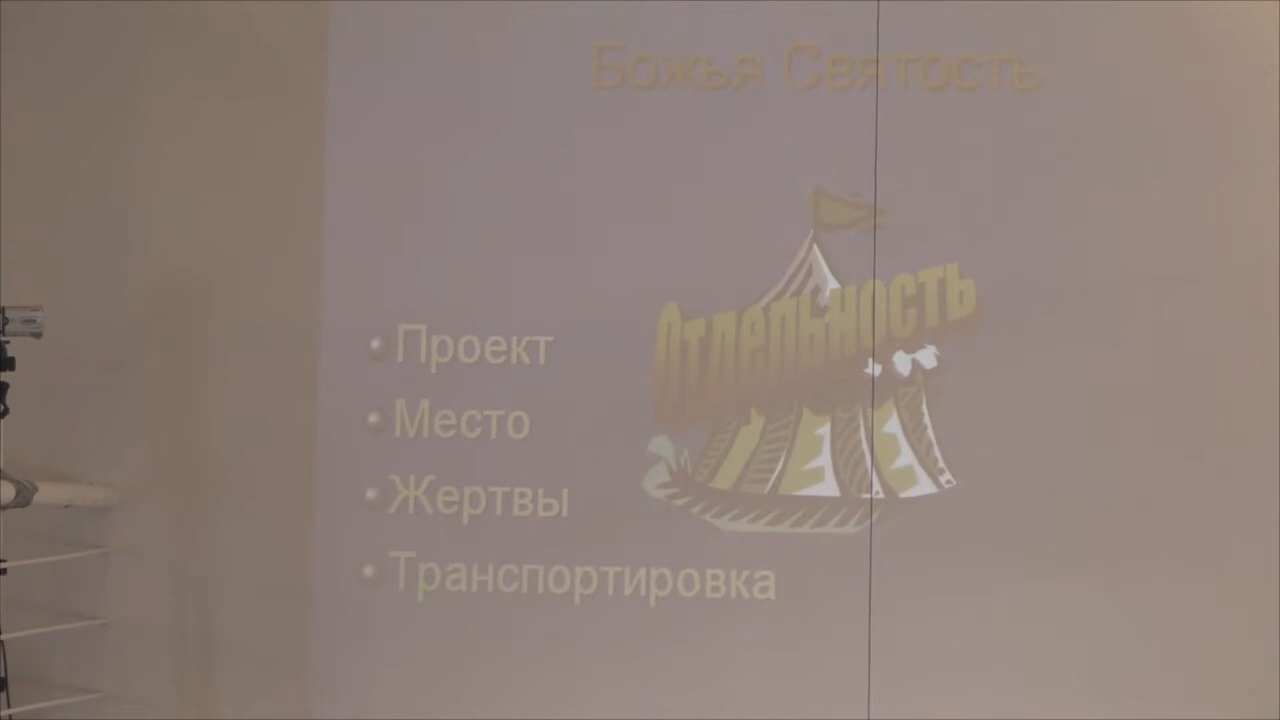 Божья Святость
Отдельность
Проект
Место
Жертвы
Транспортировка